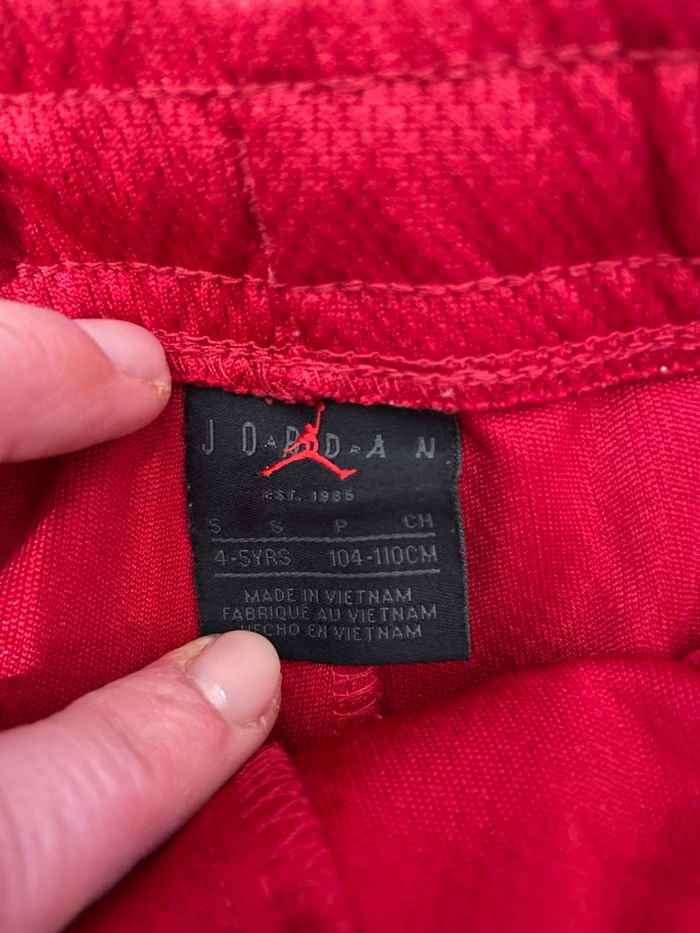 JORDAN
EST. 1985
S S P CH
4-5YRS 104-110CM
MADE IN VIETNAM
FABRIQUÉ AU VIETNAM
HECHO EN VIETNAM